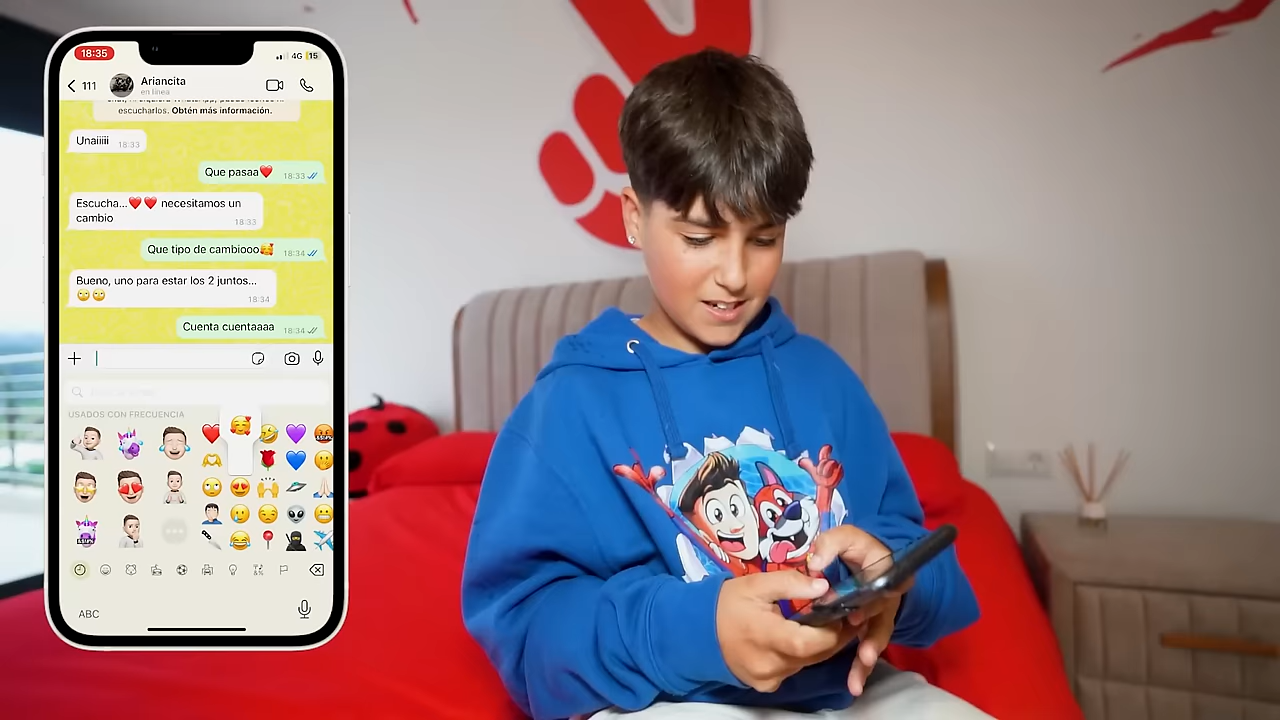 18:35
4G 15
111
Ariancita
en línea
escucharlos. Obtén más información.
Unaiiiii
18:33
Que pasaa❤️
18:33
Escucha...❤️❤️ necesitamos un
cambio
18:33
Que tipo de cambiooo🥰
18:34
Bueno, uno para estar los 2 juntos...
🙄🙄
18:34
Cuenta cuentaaaa
18:34
USADOS CON FRECUENCIA
ABC